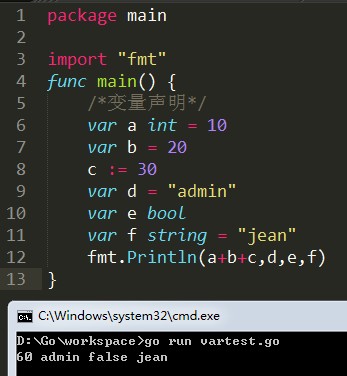 1 package main
2
3 import "fmt"
4 func main() {
5 /*变量声明*/
6 var a int = 10
7 var b = 20
8 c := 30
9 var d = "admin"
10 var e bool
11 var f string = "jean"
12 fmt.Println(a+b+c,d,e,f)
13 }
C:\Windows\system32\cmd.exe
D:\Go\workspace>go run vartest.go
60 admin false jean